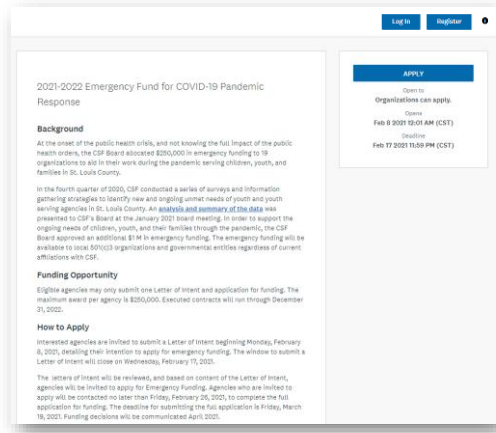 Log In Register
2021-2022 Emergency Fund for COVID-19 Pandemic
Response
Background
At the onset of the public health crisis, and not knowing the full impact of the public
health orders, the CSF Board allocated $250,000 in emergency funding to 18
organizations to aid in their work during the pandemic serving children, youth, and
families in St. Louis County.
In the fourth quarter of 2020, CSF conducted a series of surveys and information
gathering strategies to identify new and ongoing unmet needs of youth and youth
serving agencies in St. Louis County. An analysis and summary of the data was
presented to CSF's Board at the January 2021 board meeting. In order to support the
ongoing needs of children, youth, and their families through the pandemic, the CSF
Board approved an additional $1 M in emergency funding. The emergency funding will be
available to local 501(c)3 organizations and governmental entities regardless of current
affiliations with CSF.
Funding Opportunity
Eligible agencies may only submit one Letter of Intent and application for funding. The
maximum award per agency is $250,000. Executed contracts will run through December
31, 2022.
How to Apply
Interested agencies are invited to submit a Letter of Intent beginning Monday, February
8, 2021, detailing their intention to apply for emergency funding. The window to submit a
Letter of Intent will close on Wednesday, February 17, 2021.
The letters of intent will be reviewed, and based on content of the Letter of Intent,
agencies will be invited to apply for Emergency Funding. Agencies who are invited to
apply will be contacted no later than Friday, February 26, 2021, to complete the full
application for funding. The deadline for submitting the full application is Friday, March
19, 2021. Funding decisions will be communicated April 2021.
APPLY
Open to
Organizations can apply.
Opens
Feb 8 2021 12:01 AM (CST)
Deadline
Feb 17 2021 11:59 PM (CST)